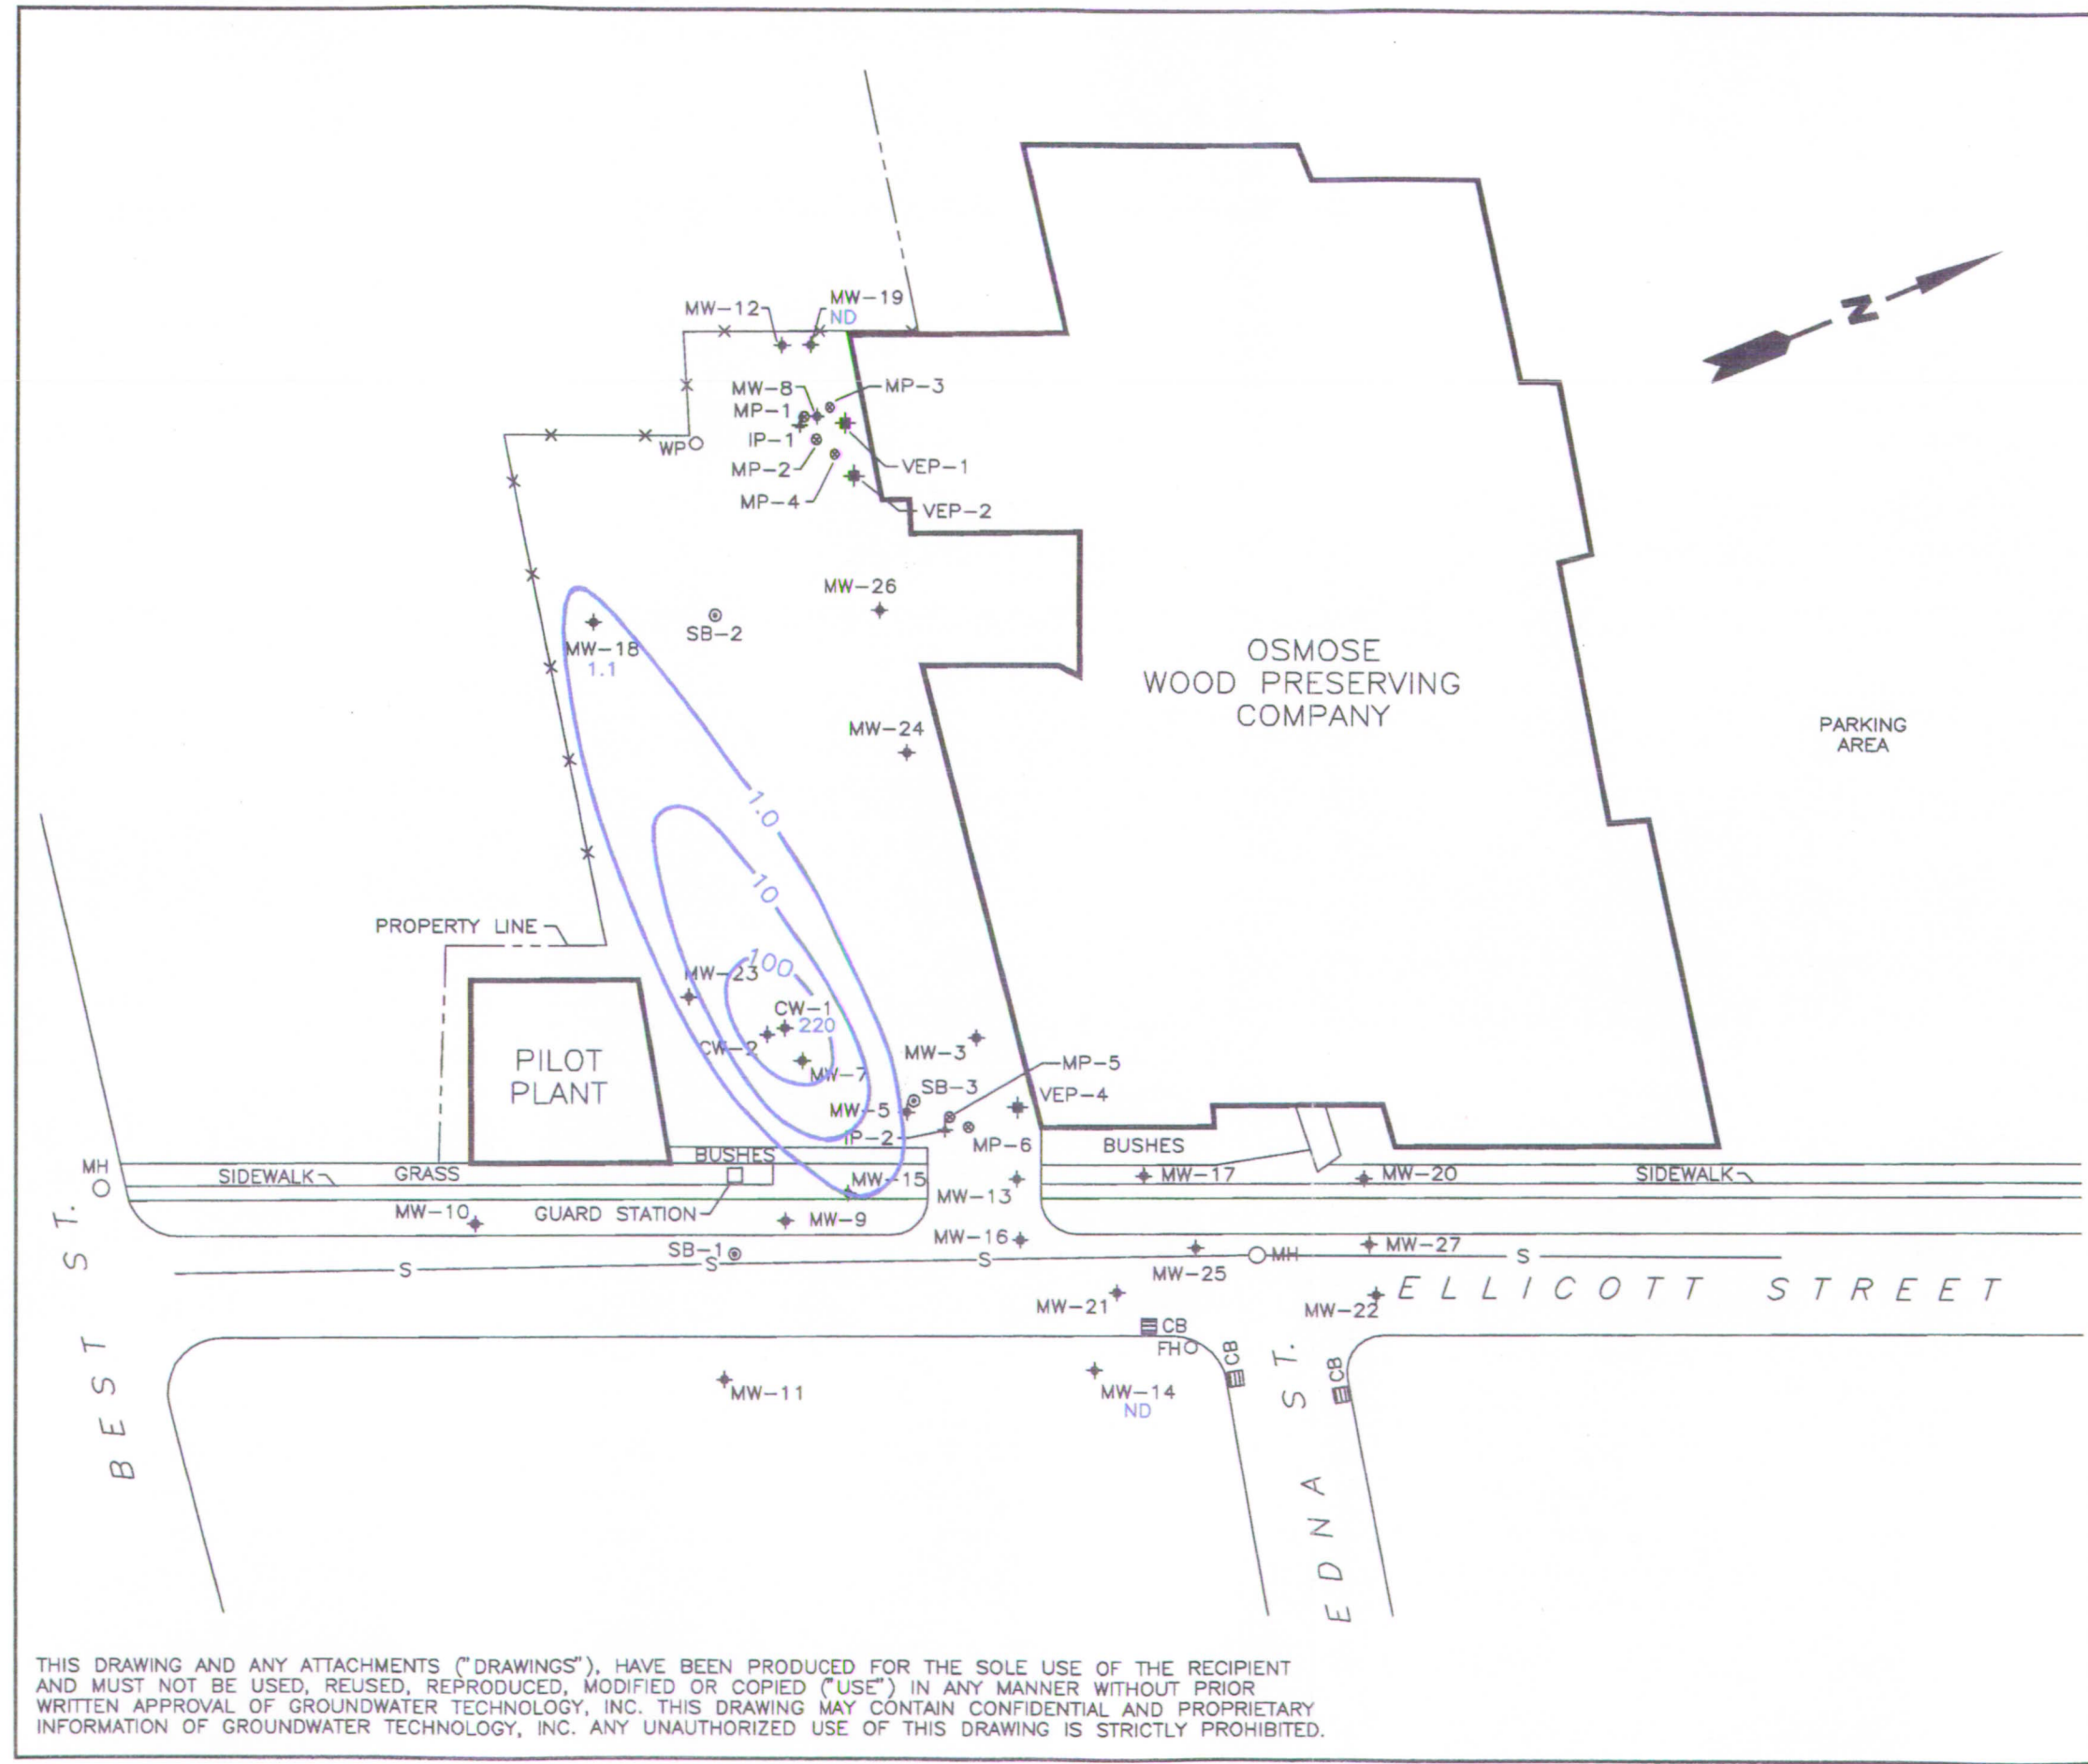 MW-12
MW-19
ND
MW-8
MP-3
MP-1
WP
IP-1
MP-2
VEP-1
MP-4
VEP-2
N
MW-26
SB-2
MW-18
1.1
OSMOSE
WOOD PRESERVING
COMPANY
PARKING
AREA
MW-24
1.0
10
PROPERTY LINE
100
MW-23
CW-1
220
CW-2
MW-7
PILOT
PLANT
MW-3
MP-5
SB-3
VEP-4
MW-5
IP-2
MP-6
BUSHES
BUSHES
MH
SIDEWALK
GRASS
MW-15
MW-13
MW-17
MW-20
SIDEWALK
MW-10
GUARD STATION
MW-9
MW-16
SB-1
MH
MW-27
S
S
S
S
MW-25
ELLICOTT STREET
MW-21
MW-22
CB
FH
CB
CB
MW-11
MW-14
ND
BEST ST.
EDNA ST.
THIS DRAWING AND ANY ATTACHMENTS ("DRAWINGS"), HAVE BEEN PRODUCED FOR THE SOLE USE OF THE RECIPIENT
AND MUST NOT BE USED, REUSED, REPRODUCED, MODIFIED OR COPIED ("USE") IN ANY MANNER WITHOUT PRIOR
WRITTEN APPROVAL OF GROUNDWATER TECHNOLOGY, INC. THIS DRAWING MAY CONTAIN CONFIDENTIAL AND PROPRIETARY
INFORMATION OF GROUNDWATER TECHNOLOGY, INC. ANY UNAUTHORIZED USE OF THIS DRAWING IS STRICTLY PROHIBITED.